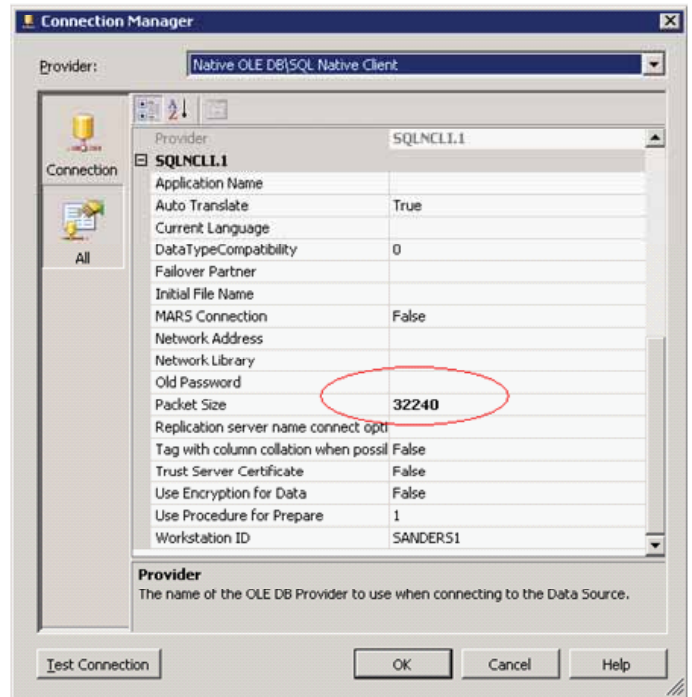 Connection Manager
Provider: Native OLE DB\SQL Native Client
Connection
All
Provider SQLNCLI.1
SQLNCLI.1
Application Name
Auto Translate True
Current Language
DataTypeCompatibility 0
Failover Partner
Initial File Name
MARS Connection False
Network Address
Network Library
Old Password
Packet Size 32240
Replication server name connect opti
Tag with column collation when possil False
Trust Server Certificate False
Use Encryption for Data False
Use Procedure for Prepare 1
Workstation ID SANDERS1
Provider
The name of the OLE DB Provider to use when connecting to the Data Source.
Test Connection OK Cancel Help